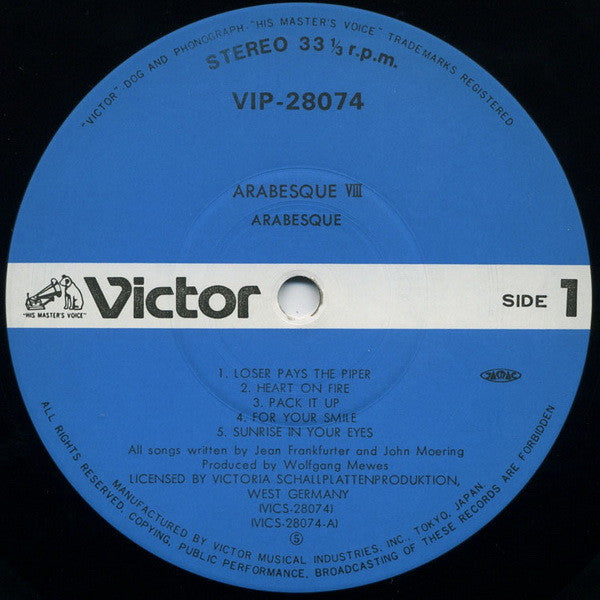 "VICTOR" DOG AND PHONOGRAPH "HIS MASTER'S VOICE" TRADEMARKS REGISTERED
STEREO 33 1/3 r.p.m.
VIP-28074
ARABESQUE VIII
ARABESQUE
"HIS MASTER'S VOICE"
Victor
SIDE 1
JASRAC
1. LOSER PAYS THE PIPER
2. HEART ON FIRE
3. PACK IT UP
4. FOR YOUR SMILE
5. SUNRISE IN YOUR EYES
All songs written by Jean Frankfurter and John Moering
Produced by Wolfgang Mewes
LICENSED BY VICTORIA SCHALLPLATTENPRODUKTION,
WEST GERMANY
(VICS-28074)
(VICS-28074-A)
Ⓢ
MANUFACTURED BY VICTOR MUSICAL INDUSTRIES, INC., TOKYO, JAPAN
ALL RIGHTS RESERVED. COPYING, PUBLIC PERFORMANCE, BROADCASTING OF THESE RECORDS ARE FORBIDDEN